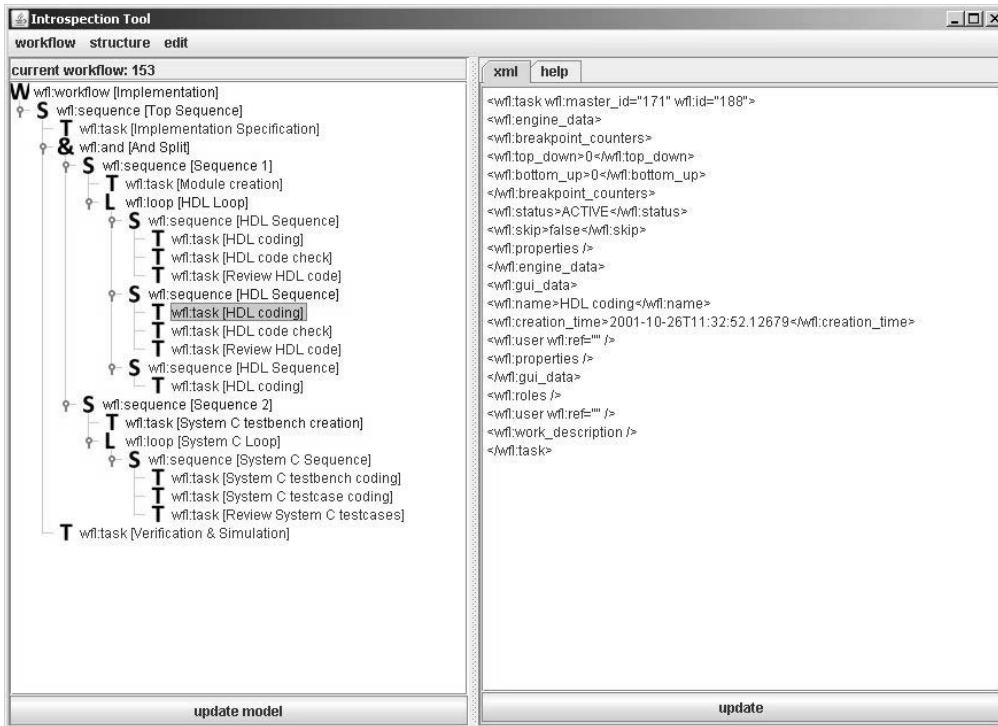 Introspection Tool
workflow structure edit
current workflow: 153
W wfl:workflow [Implementation]
S wfl:sequence [Top Sequence]
T wfl:task [Implementation Specification]
& wfl:and [And Split]
S wfl:sequence [Sequence 1]
T wfl:task [Module creation]
L wfl:loop [HDL Loop]
S wfl:sequence [HDL Sequence]
T wfl:task [HDL coding]
T wfl:task [HDL code check]
T wfl:task [Review HDL code]
S wfl:sequence [HDL Sequence]
T wfl:task [HDL coding]
T wfl:task [HDL code check]
T wfl:task [Review HDL code]
S wfl:sequence [HDL Sequence]
T wfl:task [HDL coding]
S wfl:sequence [Sequence 2]
T wfl:task [System C testbench creation]
L wfl:loop [System C Loop]
S wfl:sequence [System C Sequence]
T wfl:task [System C testbench coding]
T wfl:task [System C testcase coding]
T wfl:task [Review System C testcases]
T wfl:task [Verification & Simulation]
update model
xml help
<wfl:task wfl:master_id="171" wfl:id="188">
<wfl:engine_data>
<wfl:breakpoint_counters>
<wfl:top_down>0</wfl:top_down>
<wfl:bottom_up>0</wfl:bottom_up>
</wfl:breakpoint_counters>
<wfl:status>ACTIVE</wfl:status>
<wfl:skip>false</wfl:skip>
<wfl:properties />
</wfl:engine_data>
<wfl:gui_data>
<wfl:name>HDL coding</wfl:name>
<wfl:creation_time>2001-10-26T11:32:52.12679</wfl:creation_time>
<wfl:user wfl:ref="" />
<wfl:properties />
</wfl:gui_data>
<wfl:roles />
<wfl:user wfl:ref="" />
<wfl:work_description />
</wfl:task>
update